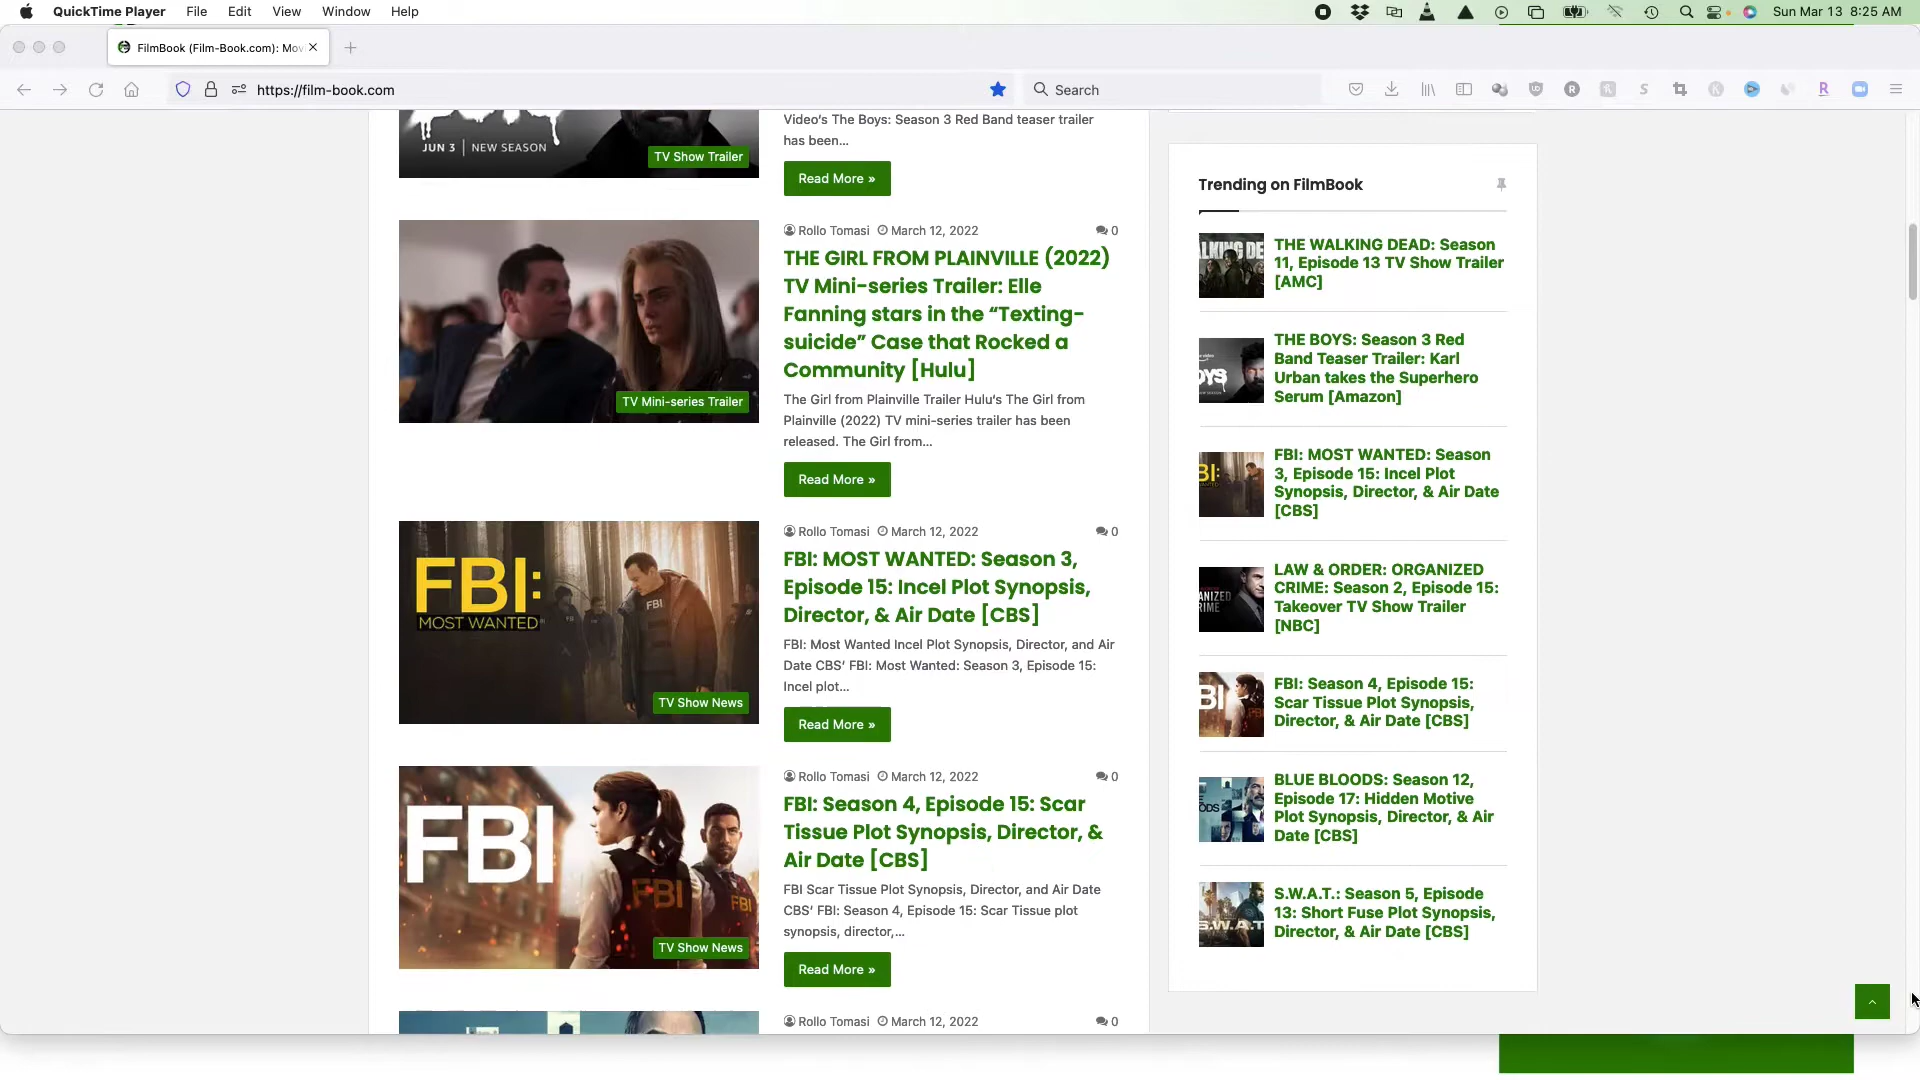 QuickTime Player File Edit View Window Help
Sun Mar 13 8:25 AM
FilmBook (Film-Book.com): Mov
https://film-book.com
Search
JUN 3 | NEW SEASON
TV Show Trailer
Video's The Boys: Season 3 Red Band teaser trailer
has been...
Read More »
TV Mini-series Trailer
Rollo Tomasi March 12, 2022 0
THE GIRL FROM PLAINVILLE (2022)
TV Mini-series Trailer: Elle
Fanning stars in the “Texting-
suicide” Case that Rocked a
Community [Hulu]
The Girl from Plainville Trailer Hulu's The Girl from
Plainville (2022) TV mini-series trailer has been
released. The Girl from...
Read More »
FBI:
MOST WANTED
FBI
TV Show News
Rollo Tomasi March 12, 2022 0
FBI: MOST WANTED: Season 3,
Episode 15: Incel Plot Synopsis,
Director, & Air Date [CBS]
FBI: Most Wanted Incel Plot Synopsis, Director, and Air
Date CBS' FBI: Most Wanted: Season 3, Episode 15:
Incel plot...
Read More »
FBI
FBI
FBI
TV Show News
Rollo Tomasi March 12, 2022 0
FBI: Season 4, Episode 15: Scar
Tissue Plot Synopsis, Director, &
Air Date [CBS]
FBI Scar Tissue Plot Synopsis, Director, and Air Date
CBS' FBI: Season 4, Episode 15: Scar Tissue plot
synopsis, director,...
Read More »
Rollo Tomasi March 12, 2022 0
Trending on FilmBook
ALKING DE
THE WALKING DEAD: Season
11, Episode 13 TV Show Trailer
[AMC]
OYS
THE BOYS: Season 3 Red
Band Teaser Trailer: Karl
Urban takes the Superhero
Serum [Amazon]
BI:
WANTED
FBI: MOST WANTED: Season
3, Episode 15: Incel Plot
Synopsis, Director, & Air Date
[CBS]
ANIZED
RIME
LAW & ORDER: ORGANIZED
CRIME: Season 2, Episode 15:
Takeover TV Show Trailer
[NBC]
BI
FBI: Season 4, Episode 15:
Scar Tissue Plot Synopsis,
Director, & Air Date [CBS]
ODS
BLUE BLOODS: Season 12,
Episode 17: Hidden Motive
Plot Synopsis, Director, & Air
Date [CBS]
S.W.A.T
S.W.A.T.: Season 5, Episode
13: Short Fuse Plot Synopsis,
Director, & Air Date [CBS]